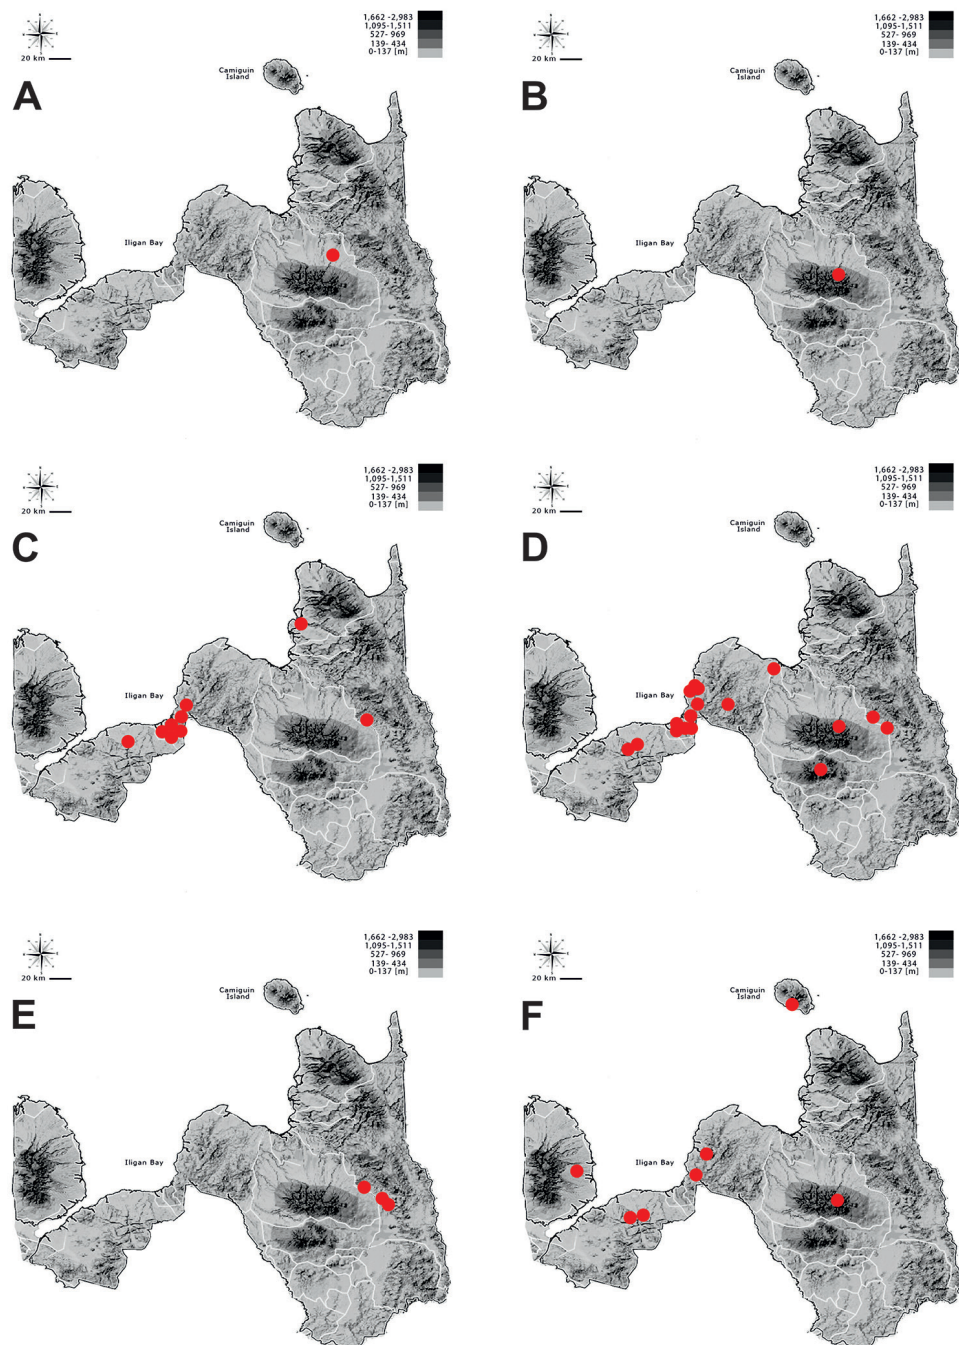 1,662 -2,983
1,095-1,511
527- 969
139- 434
0-137 [m]
20 km
Camiguin
Island
A
Iligan Bay
1,662 -2,983
1,095-1,511
527- 969
139- 434
0-137 [m]
20 km
Camiguin
Island
B
Iligan Bay
1,662 -2,983
1,095-1,511
527- 969
139- 434
0-137 [m]
20 km
Camiguin
Island
C
Iligan Bay
1,662 -2,983
1,095-1,511
527- 969
139- 434
0-137 [m]
20 km
Camiguin
Island
D
Iligan Bay
1,662 -2,983
1,095-1,511
527- 969
139- 434
0-137 [m]
20 km
Camiguin
Island
E
Iligan Bay
1,662 -2,983
1,095-1,511
527- 969
139- 434
0-137 [m]
20 km
Camiguin
Island
F
Iligan Bay